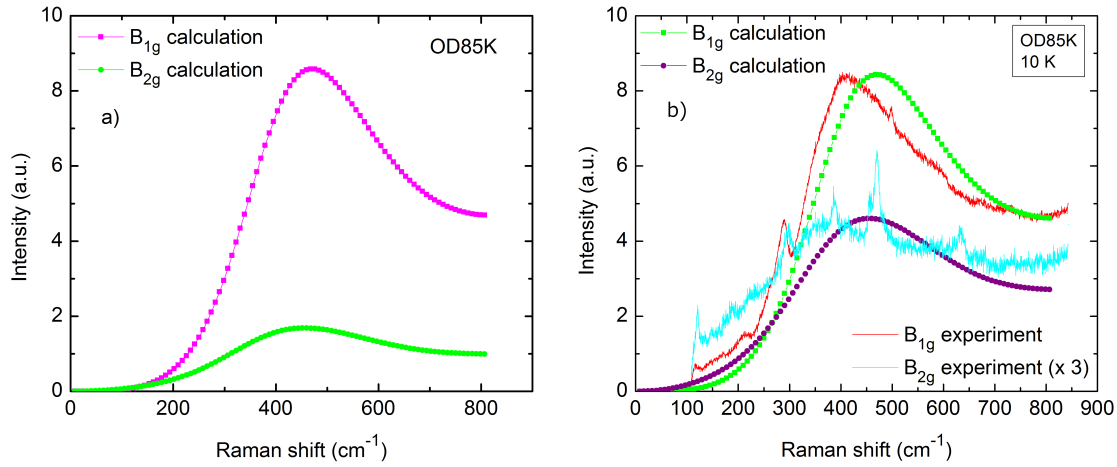 B1g calculation
B2g calculation
OD85K
a)
10
8
6
4
2
0
0 200 400 600 800
Intensity (a.u.)
Raman shift (cm-1)
B1g calculation
B2g calculation
OD85K
10 K
b)
10
8
6
4
2
0
0 100 200 300 400 500 600 700 800 900
Intensity (a.u.)
B1g experiment
B2g experiment (x 3)
Raman shift (cm-1)